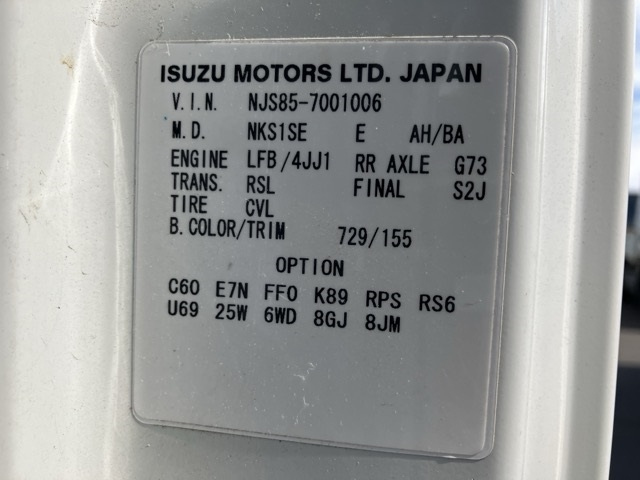 ISUZU MOTORS LTD. JAPAN
V.I.N. NJS85-7001006
M.D. NKS1SE E AH/BA
ENGINE LFB/4JJ1 RR AXLE G73
TRANS. RSL FINAL S2J
TIRE CVL
B.COLOR/TRIM 729/155
OPTION
C60 E7N FF0 K89 RPS RS6
U69 25W 6WD 8GJ 8JM